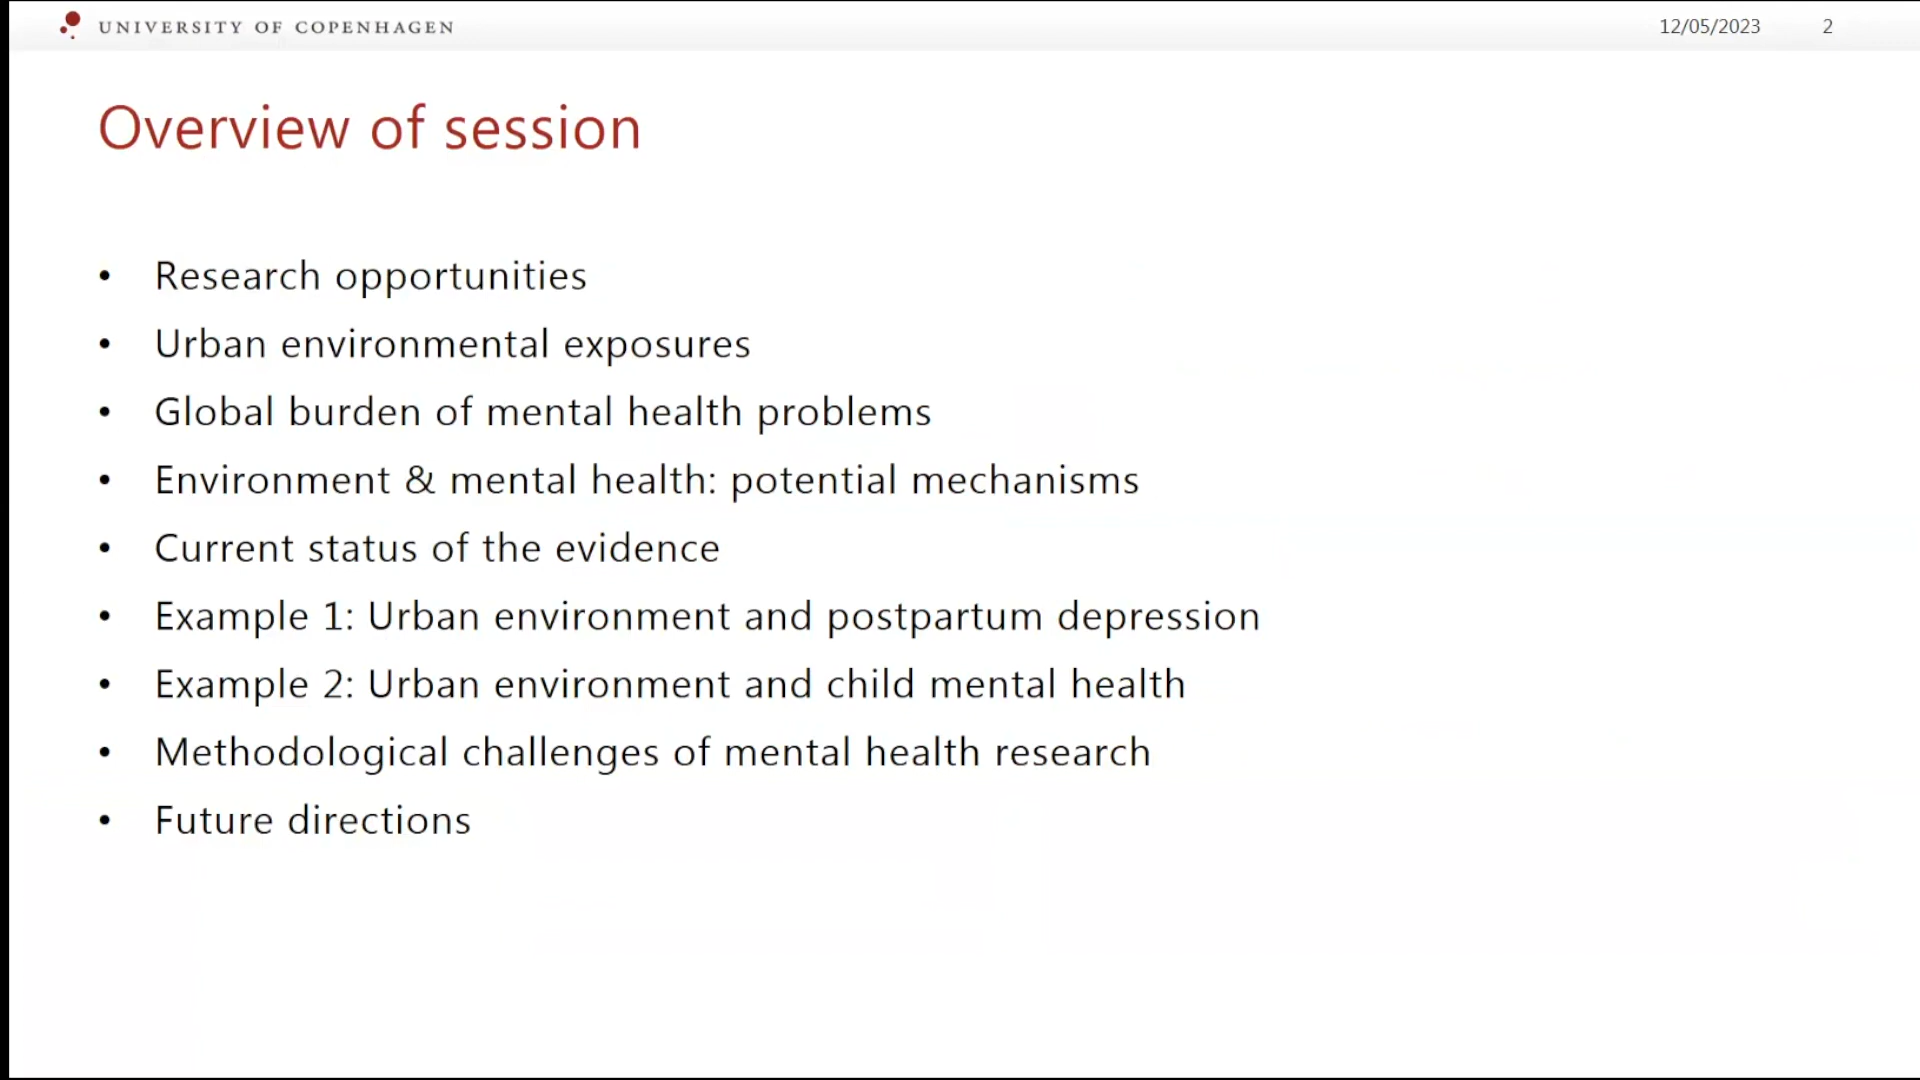 UNIVERSITY OF COPENHAGEN
12/05/2023 2
Overview of session
• Research opportunities
• Urban environmental exposures
• Global burden of mental health problems
• Environment & mental health: potential mechanisms
• Current status of the evidence
• Example 1: Urban environment and postpartum depression
• Example 2: Urban environment and child mental health
• Methodological challenges of mental health research
• Future directions